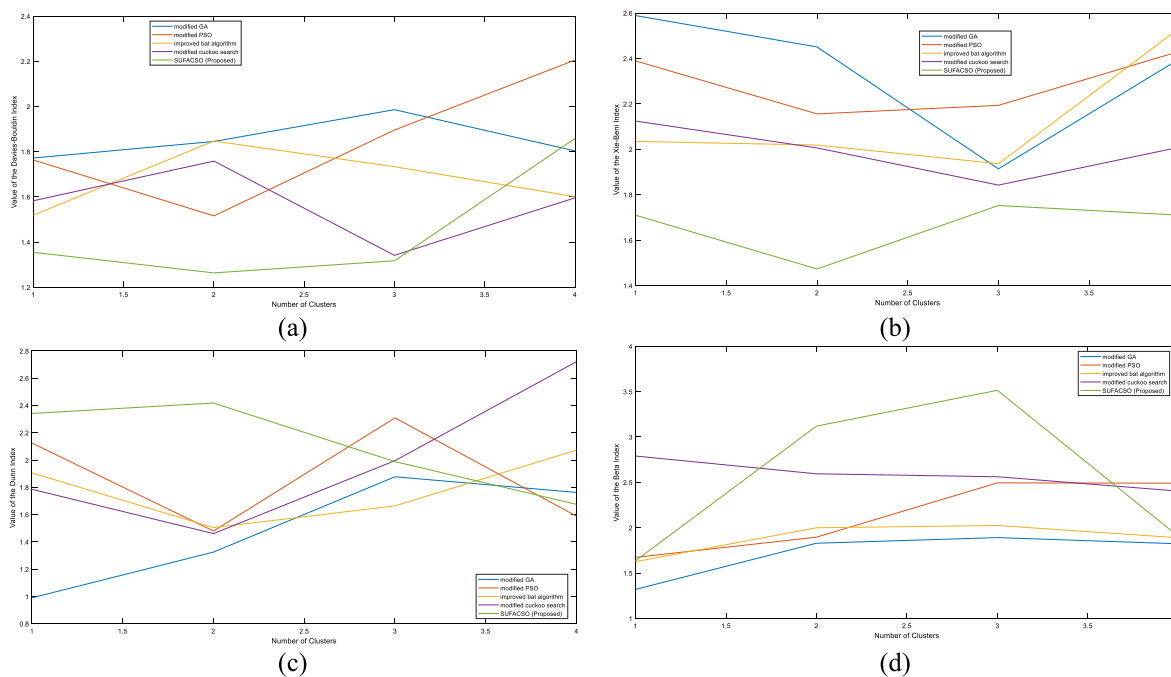 2.4
2.2
2
1.8
1.6
1.4
1.2
Value of the Davies-Bouldin Index
modified GA
modified PSO
improved bat algorithm
modified cuckoo search
SUFACSO (Proposed)
1
1.5
2
2.5
3
3.5
4
Number of Clusters
(a)
2.6
2.4
2.2
2
1.8
1.6
1.4
Value of the Xie-Beni Index
modified GA
modified PSO
improved bat algorithm
modified cuckoo search
SUFACSO (Proposed)
1
1.5
2
2.5
3
3.5
Number of Clusters
(b)
2.8
2.6
2.4
2.2
2
1.8
1.6
1.4
1.2
1
0.8
Value of the Dunn Index
modified GA
modified PSO
improved bat algorithm
modified cuckoo search
SUFACSO (Proposed)
1
1.5
2
2.5
3
3.5
4
Number of Clusters
(c)
4
3.5
3
2.5
2
1.5
1
Value of the Beta Index
modified GA
modified PSO
improved bat algorithm
modified cuckoo search
SUFACSO (Proposed)
1
1.5
2
2.5
3
3.5
Number of Clusters
(d)